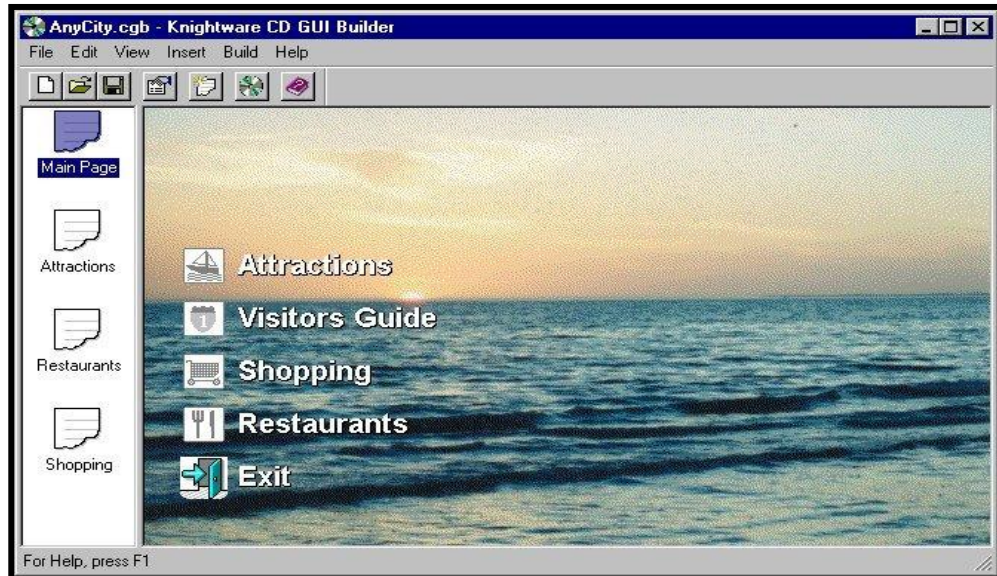 AnyCity.cgb - Knightware CD GUI Builder
File Edit View Insert Build Help
Main Page
Attractions
Restaurants
Shopping
Attractions
1
Visitors Guide
Shopping
Restaurants
Exit
For Help, press F1